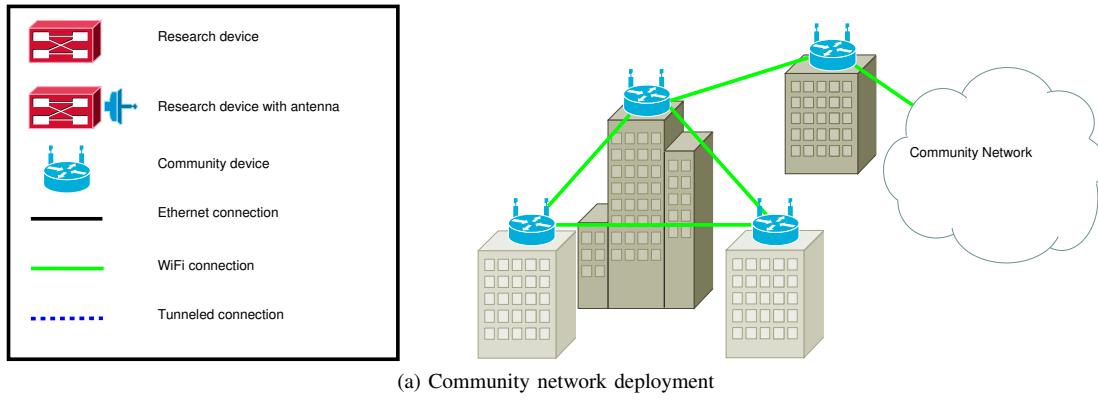 Research device
Research device with antenna
Community device
Ethernet connection
WiFi connection
Tunneled connection
Community Network
(a) Community network deployment